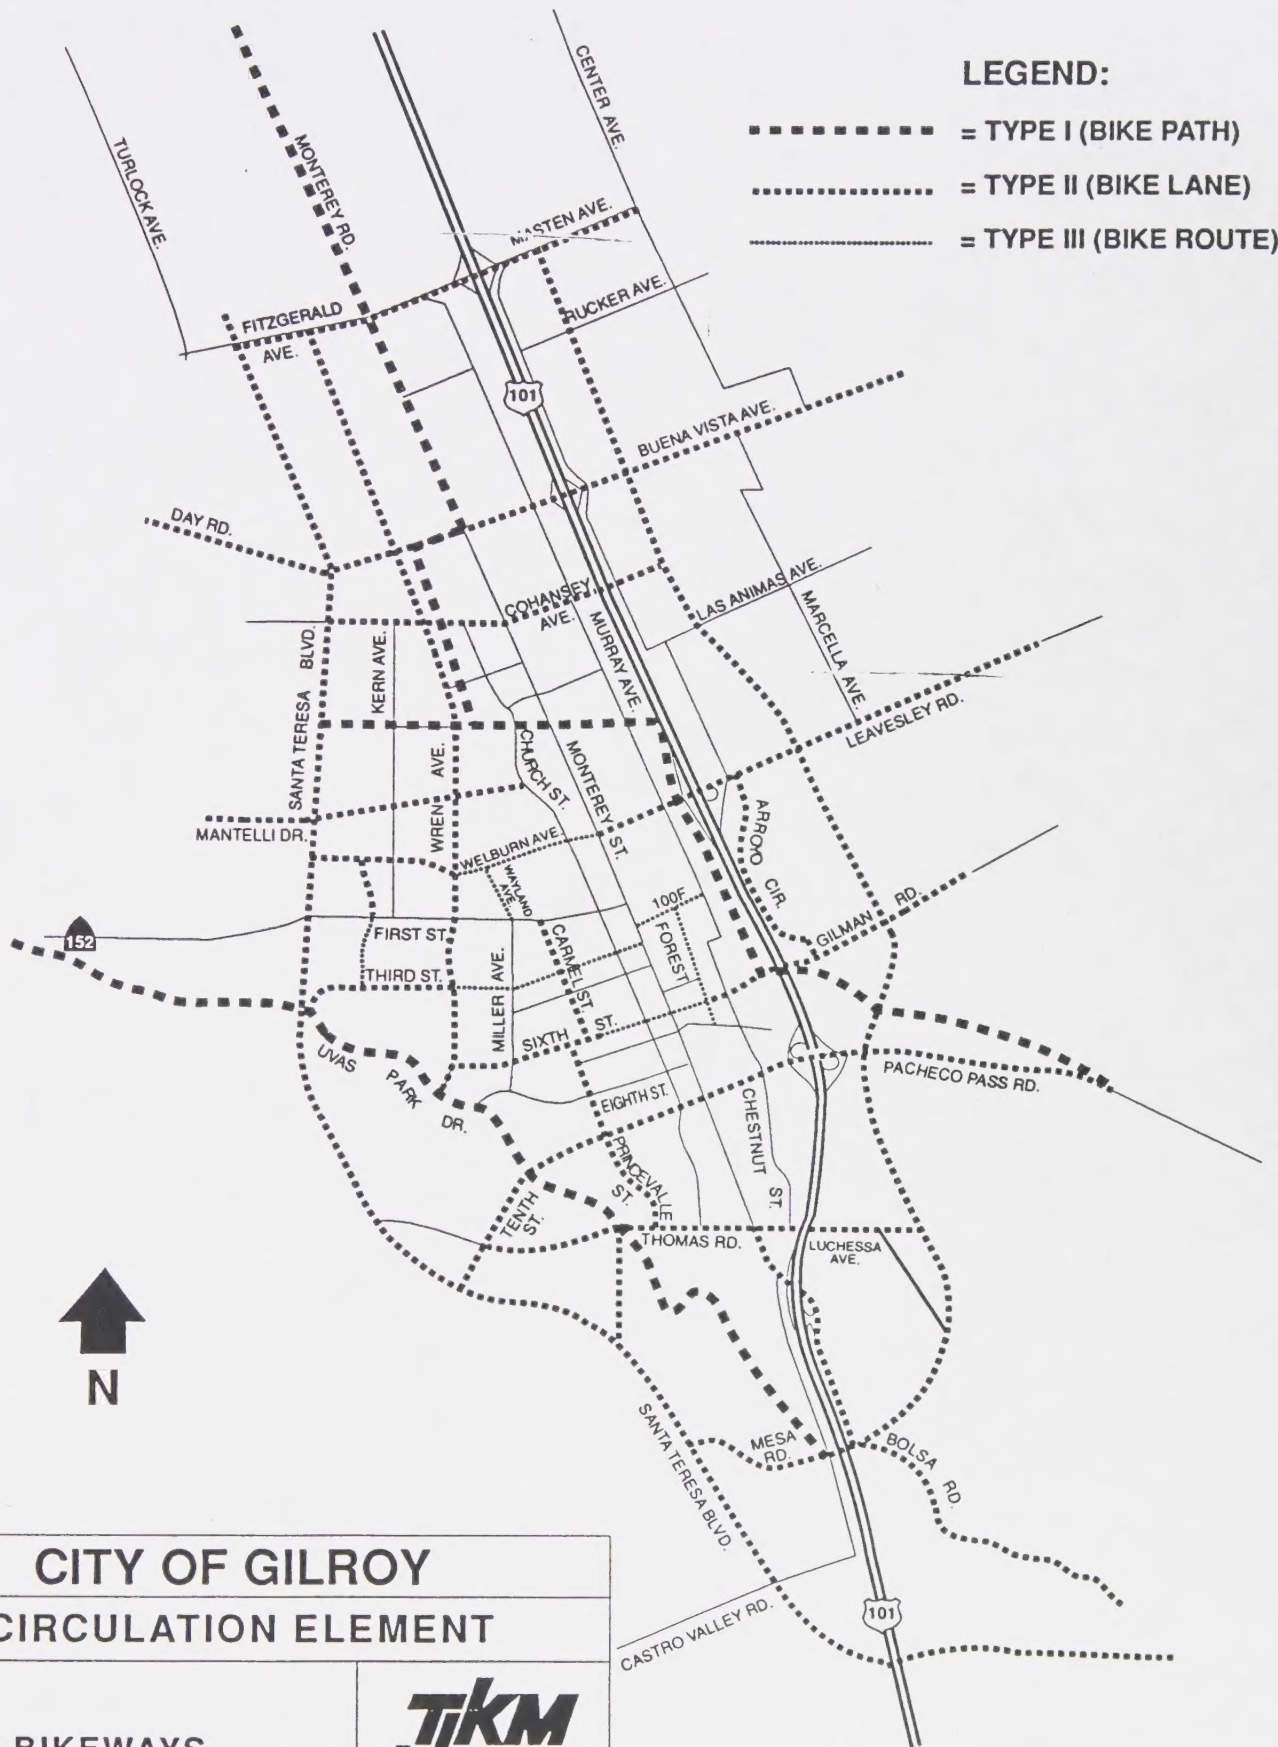 LEGEND:
= TYPE I (BIKE PATH)
= TYPE II (BIKE LANE)
= TYPE III (BIKE ROUTE)
CENTER AVE.
TURLOCK AVE.
MONTEREY RD.
MASTEN AVE.
RUCKER AVE.
FITZGERALD
AVE.
101
BUENA VISTA AVE.
DAY RD.
COHANSEY
AVE.
LAS ANIMAS AVE.
MURRAY AVE.
MARCELLA AVE.
SANTA TERESA BLVD.
KERN AVE.
LEAVESLEY RD.
WREN AVE.
CHURCH ST.
MONTEREY ST.
MANTELLI DR.
WELBURN AVE.
WAYLAND
AVE.
ARROYO CIR.
100F
FOREST
GILMAN RD.
152
FIRST ST.
CARMEL ST.
THIRD ST.
MILLER AVE.
SIXTH ST.
UVAS PARK DR.
PACHECO PASS RD.
EIGHTH ST.
CHESTNUT ST.
PRINCEVALLE
ST.
TENTH
ST.
THOMAS RD.
LUCHESSA
AVE.
N
SANTA TERESA BLVD.
MESA
RD.
BOLSA RD.
101
CASTRO VALLEY RD.
CITY OF GILROY
CIRCULATION ELEMENT
TJKM
BIKEWAYS